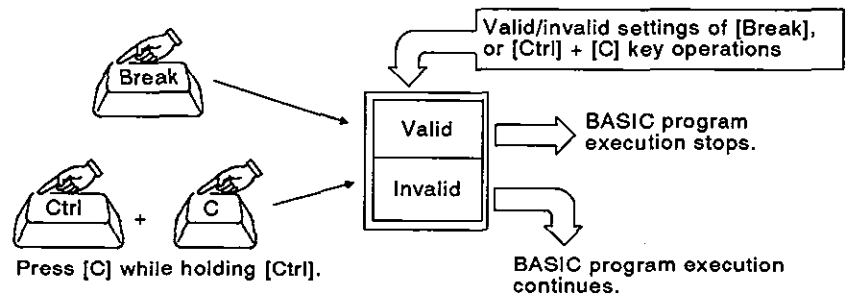 Valid/invalid settings of [Break],
or [Ctrl] + [C] key operations
Break
Valid
BASIC program
execution stops.
Invalid
Ctrl + C
Press [C] while holding [Ctrl].
BASIC program execution
continues.